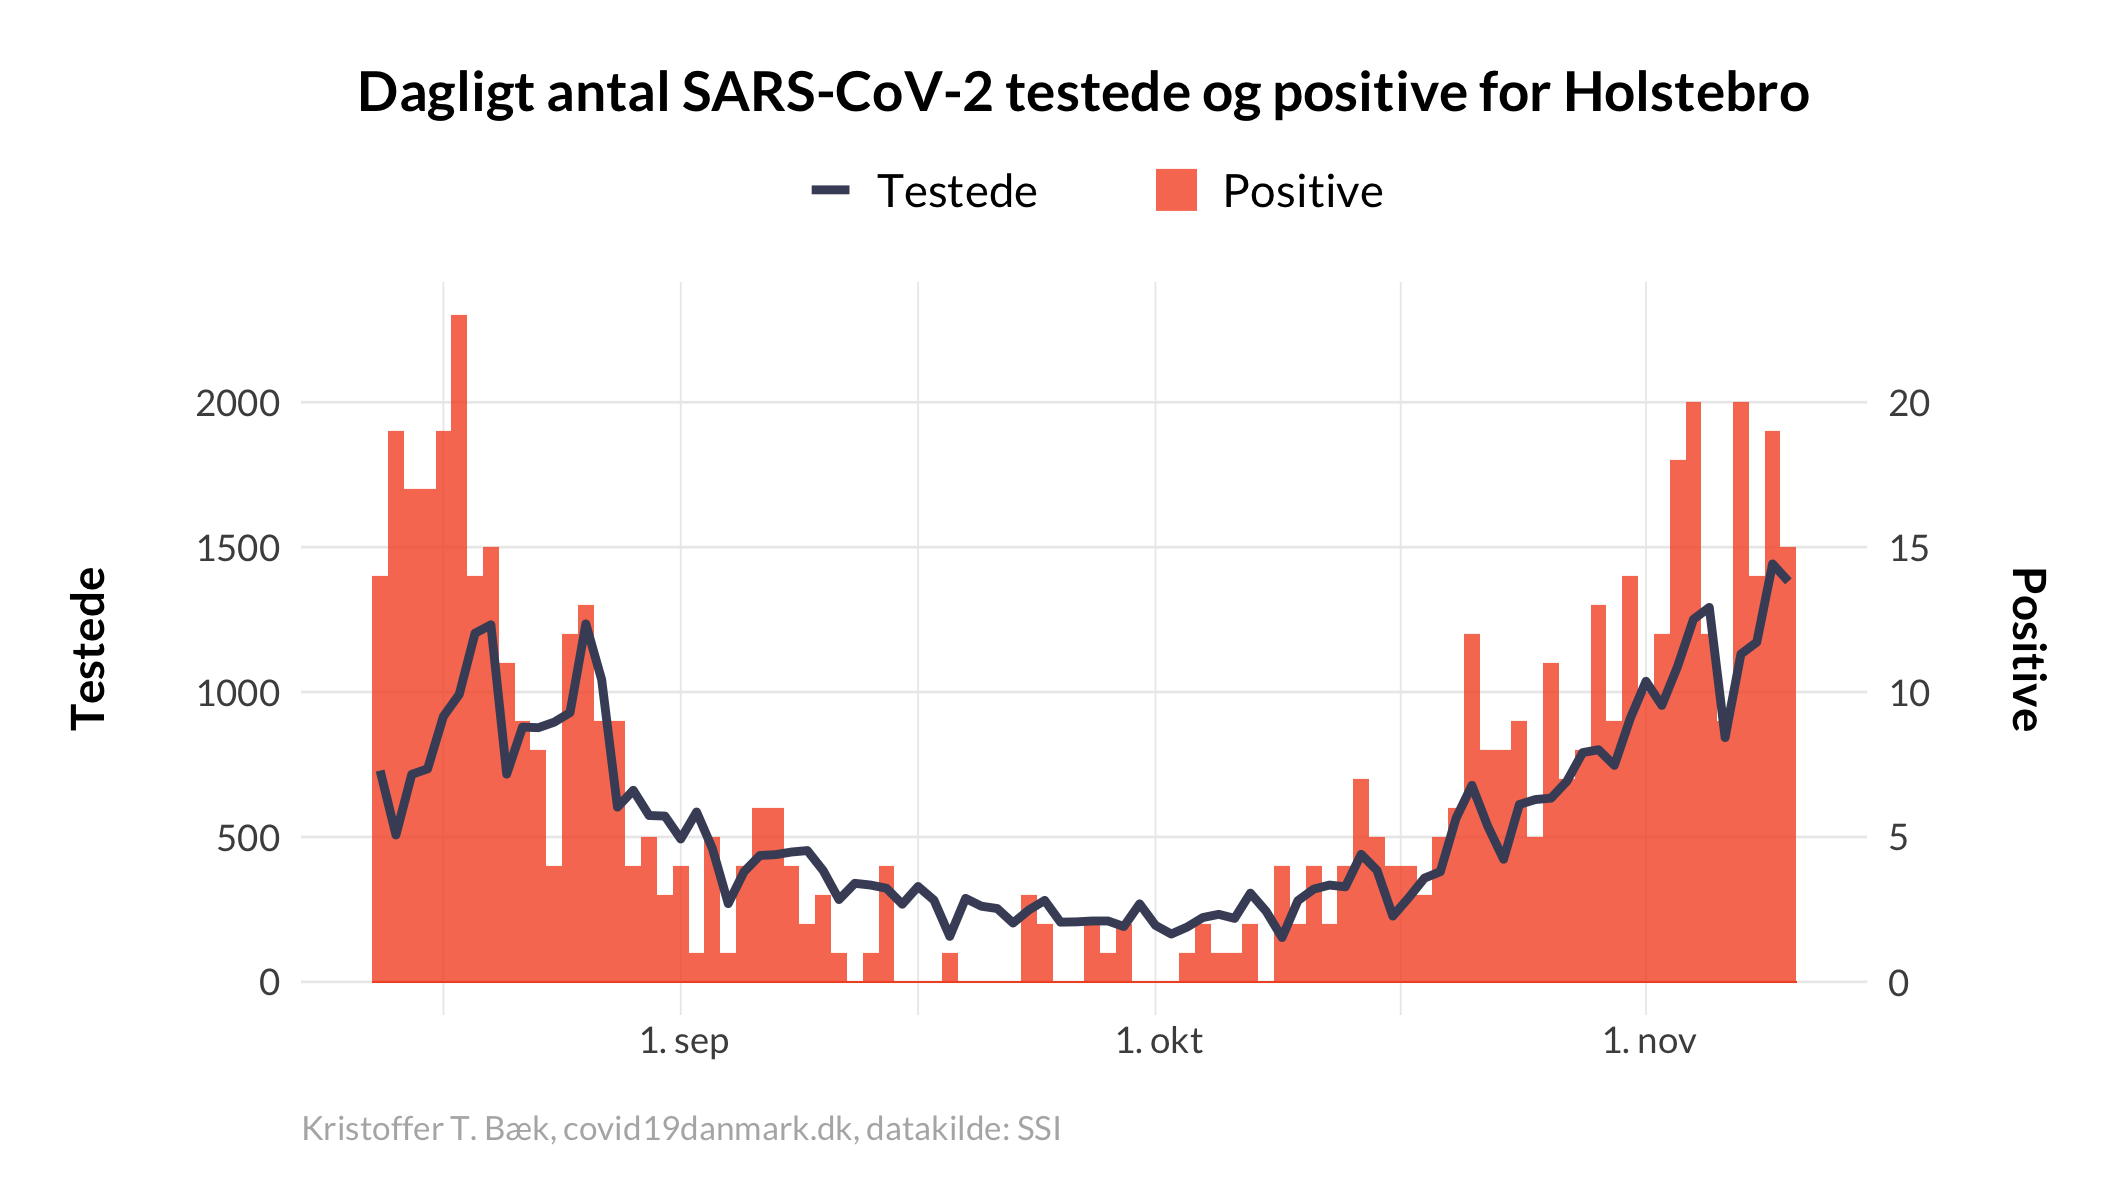 Dagligt antal SARS-CoV-2 testede og positive for Holstebro
Testede
Positive
Testede
Positive
2000
1500
1000
500
0
20
15
10
5
0
1. sep
1. okt
1. nov
Kristoffer T. Bæk, covid19danmark.dk, datakilde: SSI